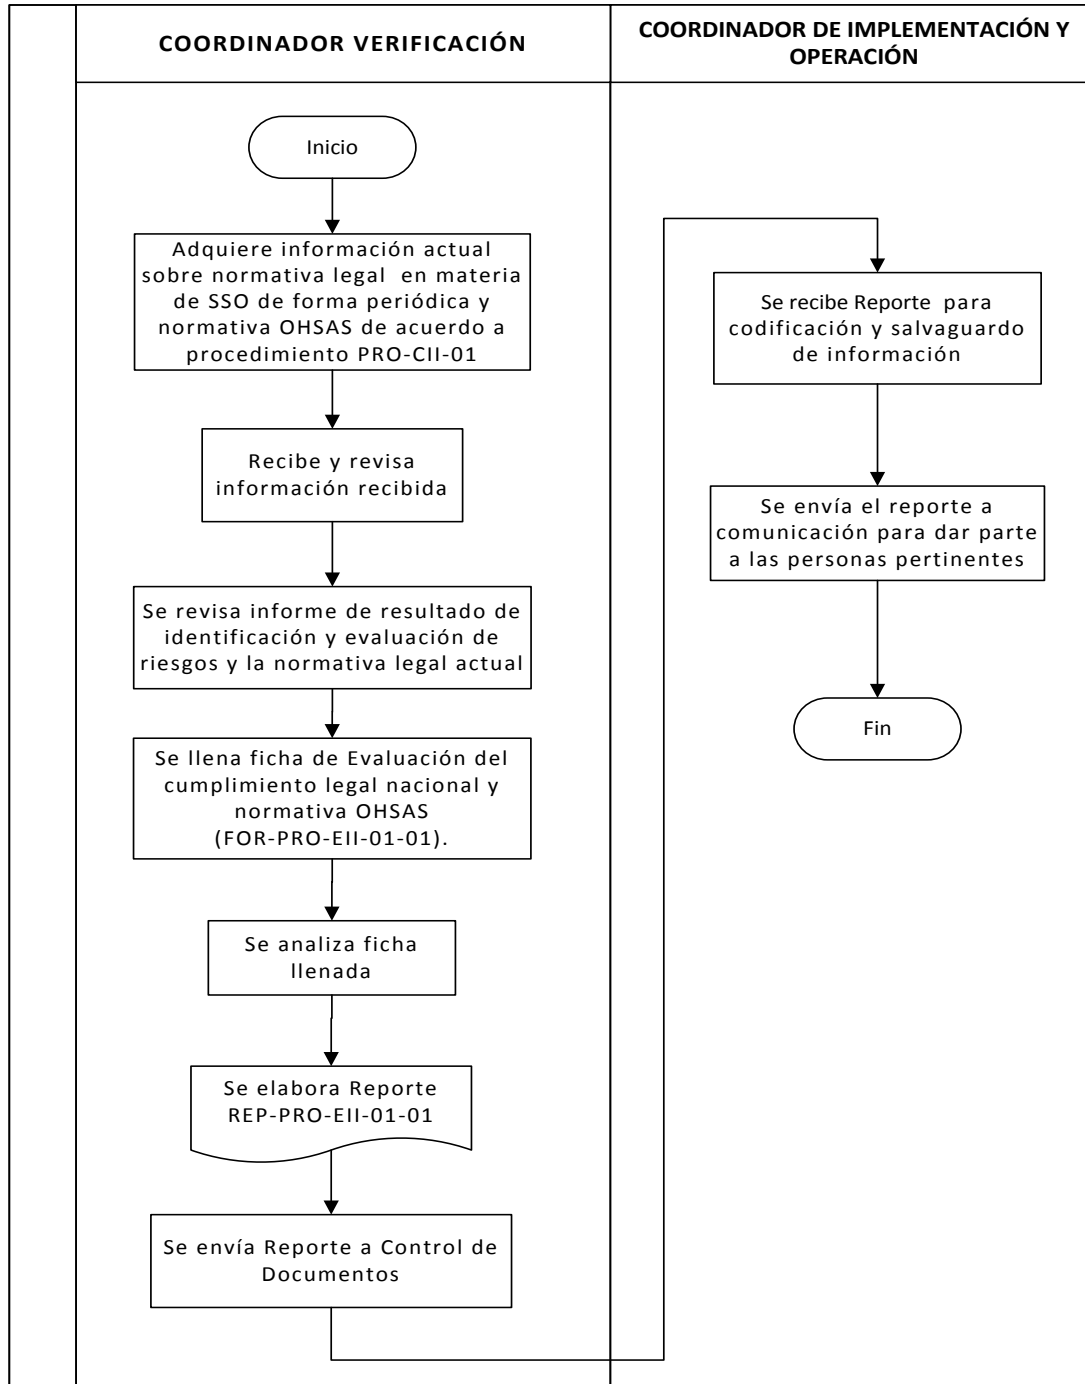 COORDINADOR VERIFICACIÓN
COORDINADOR DE IMPLEMENTACIÓN Y
OPERACIÓN
Inicio
Adquiere información actual
sobre normativa legal en materia
de SSO de forma periódica y
normativa OHSAS de acuerdo a
procedimiento PRO-CII-01
Recibe y revisa
información recibida
Se revisa informe de resultado de
identificación y evaluación de
riesgos y la normativa legal actual
Se llena ficha de Evaluación del
cumplimiento legal nacional y
normativa OHSAS
(FOR-PRO-EII-01-01).
Se analiza ficha
llenada
Se elabora Reporte
REP-PRO-EII-01-01
Se envía Reporte a Control de
Documentos
Se recibe Reporte para
codificación y salvaguardo
de información
Se envía el reporte a
comunicación para dar parte
a las personas pertinentes
Fin